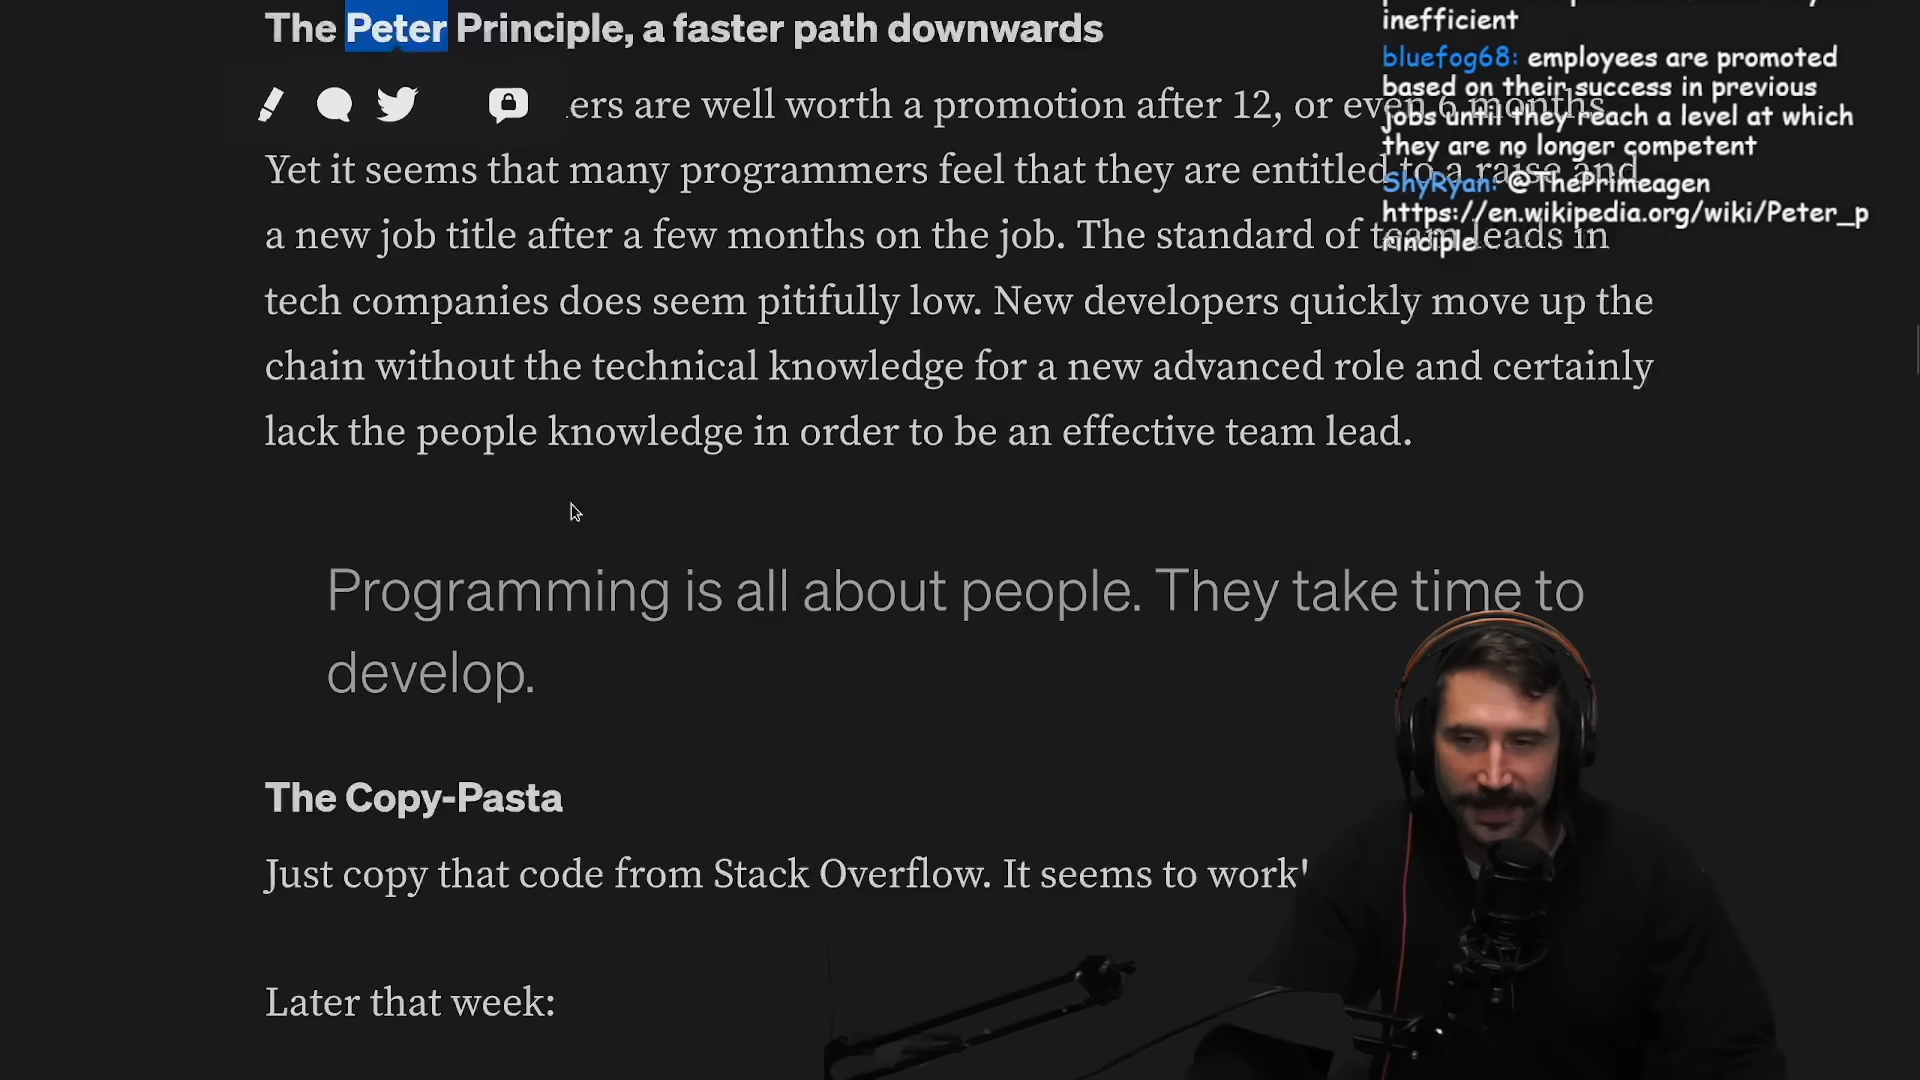 The Peter Principle, a faster path downwards
ers are well worth a promotion after 12, or even 6 months
Yet it seems that many programmers feel that they are entitled to a raise and
a new job title after a few months on the job. The standard of team leads in
tech companies does seem pitifully low. New developers quickly move up the
chain without the technical knowledge for a new advanced role and certainly
lack the people knowledge in order to be an effective team lead.
Programming is all about people. They take time to
develop.
The Copy-Pasta
Just copy that code from Stack Overflow. It seems to work!
Later that week:
inefficient
bluefog68: employees are promoted
based on their success in previous
jobs until they reach a level at which
they are no longer competent
ShyRyan: @ThePrimeagen
https://en.wikipedia.org/wiki/Peter_p
rinciple